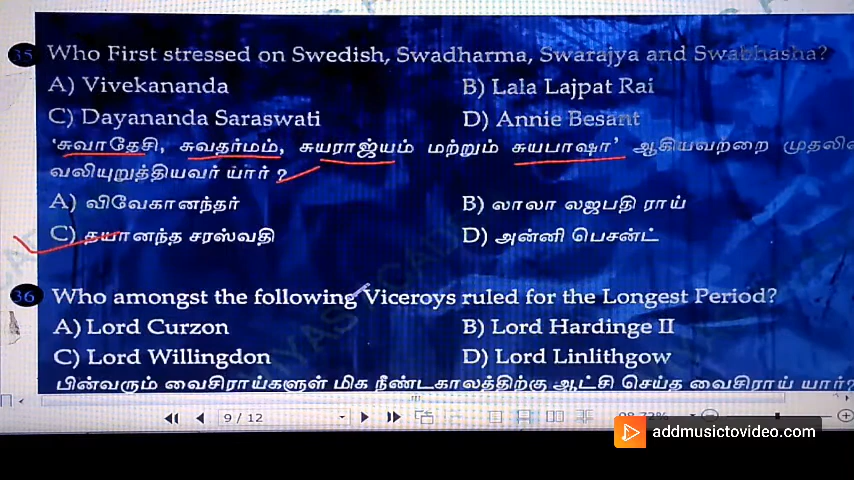 35 Who First stressed on Swedish, Swadharma, Swarajya and Swabhasha?
A) Vivekananda B) Lala Lajpat Rai
C) Dayananda Saraswati D) Annie Besant
'சுவாதேசி, சுவதர்மம், சுயராஜ்யம் மற்றும் சுயபாஷா' ஆகியவற்றை
வலியுறுத்தியவர் யார் ?
A) விவேகானந்தர் B) லாலா லஜபதி ராய்
C) தயானந்த சரஸ்வதி D) அன்னி பெசன்ட்
36 Who amongst the following Viceroys ruled for the Longest Period?
A) Lord Curzon B) Lord Hardinge II
C) Lord Willingdon D) Lord Linlithgow
பின்வரும் வைசிராய்களுள் மிக நீண்டகாலத்திற்கு ஆட்சி செய்த வைசிராய் யார்?
9 / 12
addmusictovideo.com